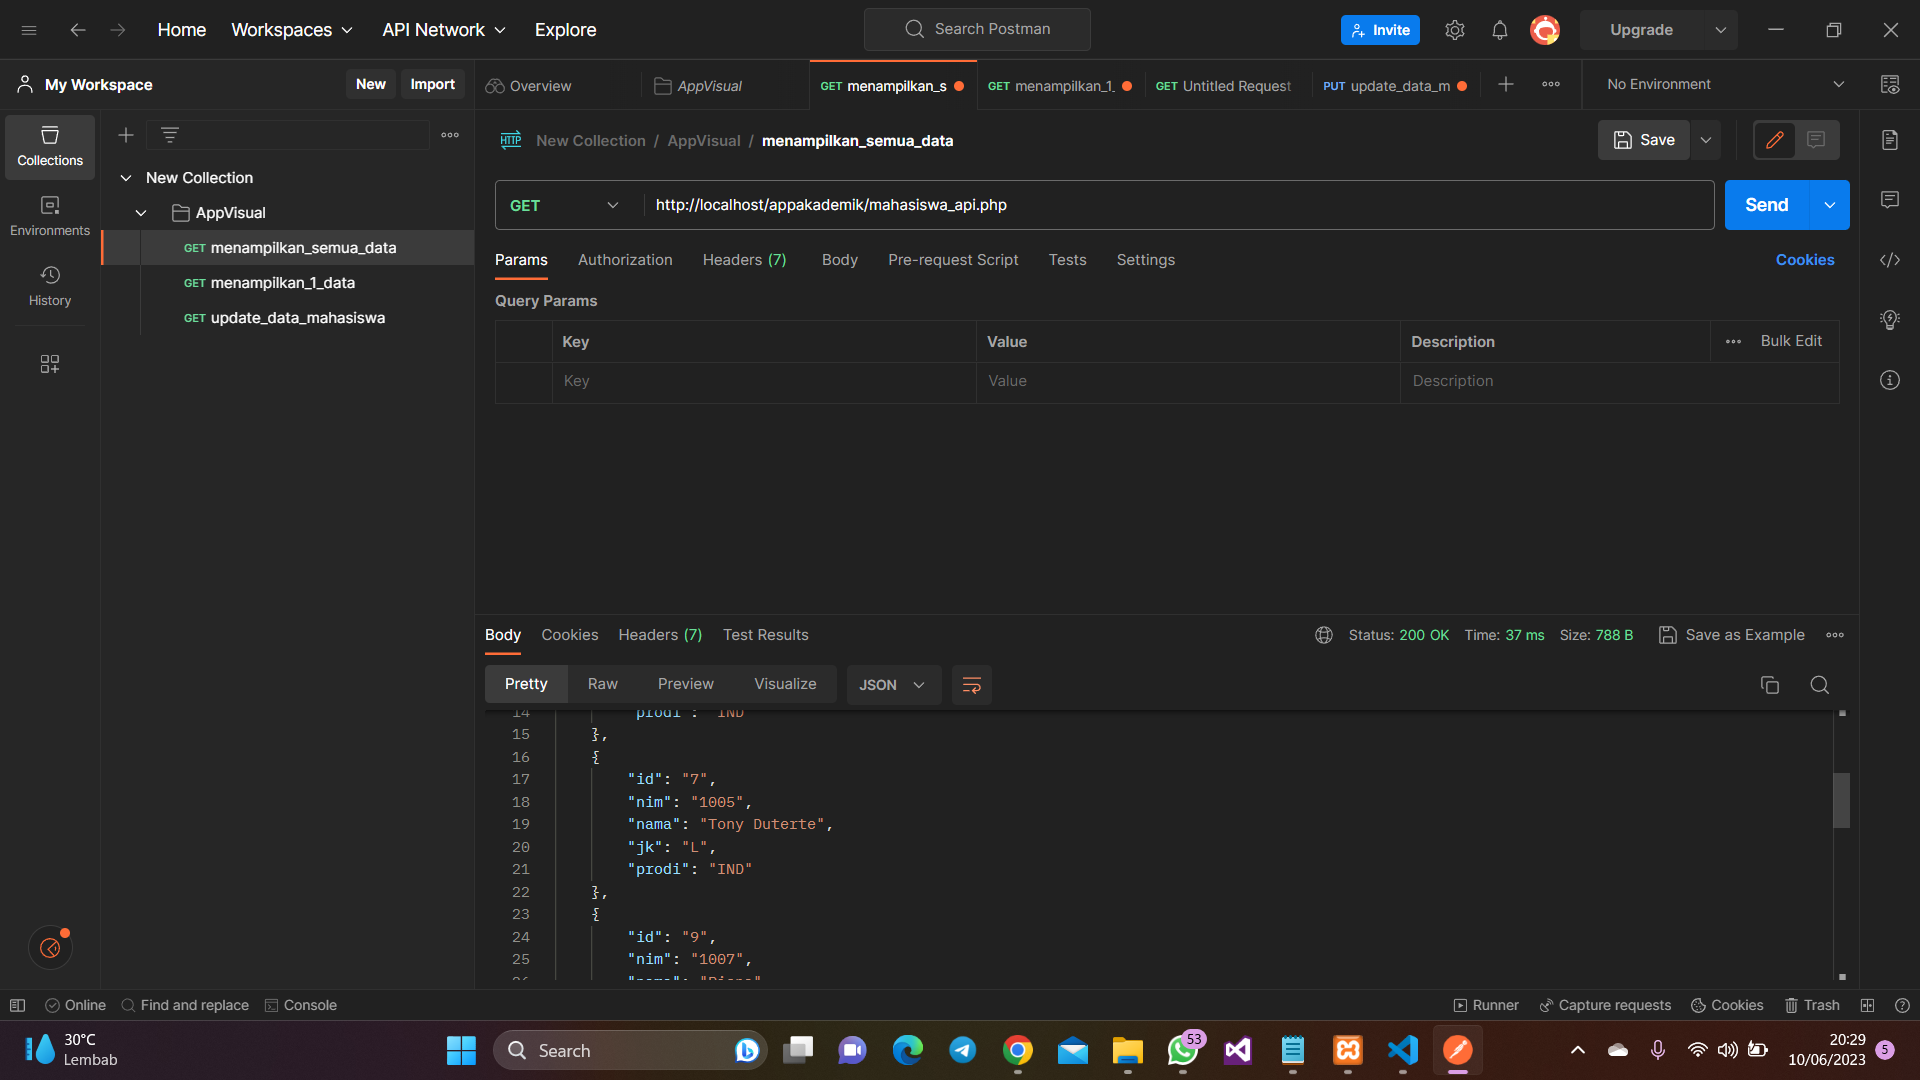 Home Workspaces API Network Explore Search Postman Invite Upgrade
My Workspace New Import Overview AppVisual GET menampilkan_s GET menampilkan_1_ GET Untitled Request PUT update_data_m No Environment
Collections
Environments
History
New Collection
AppVisual
GET menampilkan_semua_data
GET menampilkan_1_data
GET update_data_mahasiswa
HTTP New Collection / AppVisual / menampilkan_semua_data Save
GET http://localhost/appakademik/mahasiswa_api.php Send
Params Authorization Headers (7) Body Pre-request Script Tests Settings Cookies
Query Params
Key Value Description Bulk Edit
Key Value Description
Body Cookies Headers (7) Test Results Status: 200 OK Time: 37 ms Size: 788 B Save as Example
Pretty Raw Preview Visualize JSON
14 "prodi": "IND"
15 },
16 {
17 "id": "7",
18 "nim": "1005",
19 "nama": "Tony Duterte",
20 "jk": "L",
21 "prodi": "IND"
22 },
23 {
24 "id": "9",
25 "nim": "1007",
26 "nama":
Online Find and replace Console Runner Capture requests Cookies Trash
30°C
Lembab
Search
53
20:29
10/06/2023
5